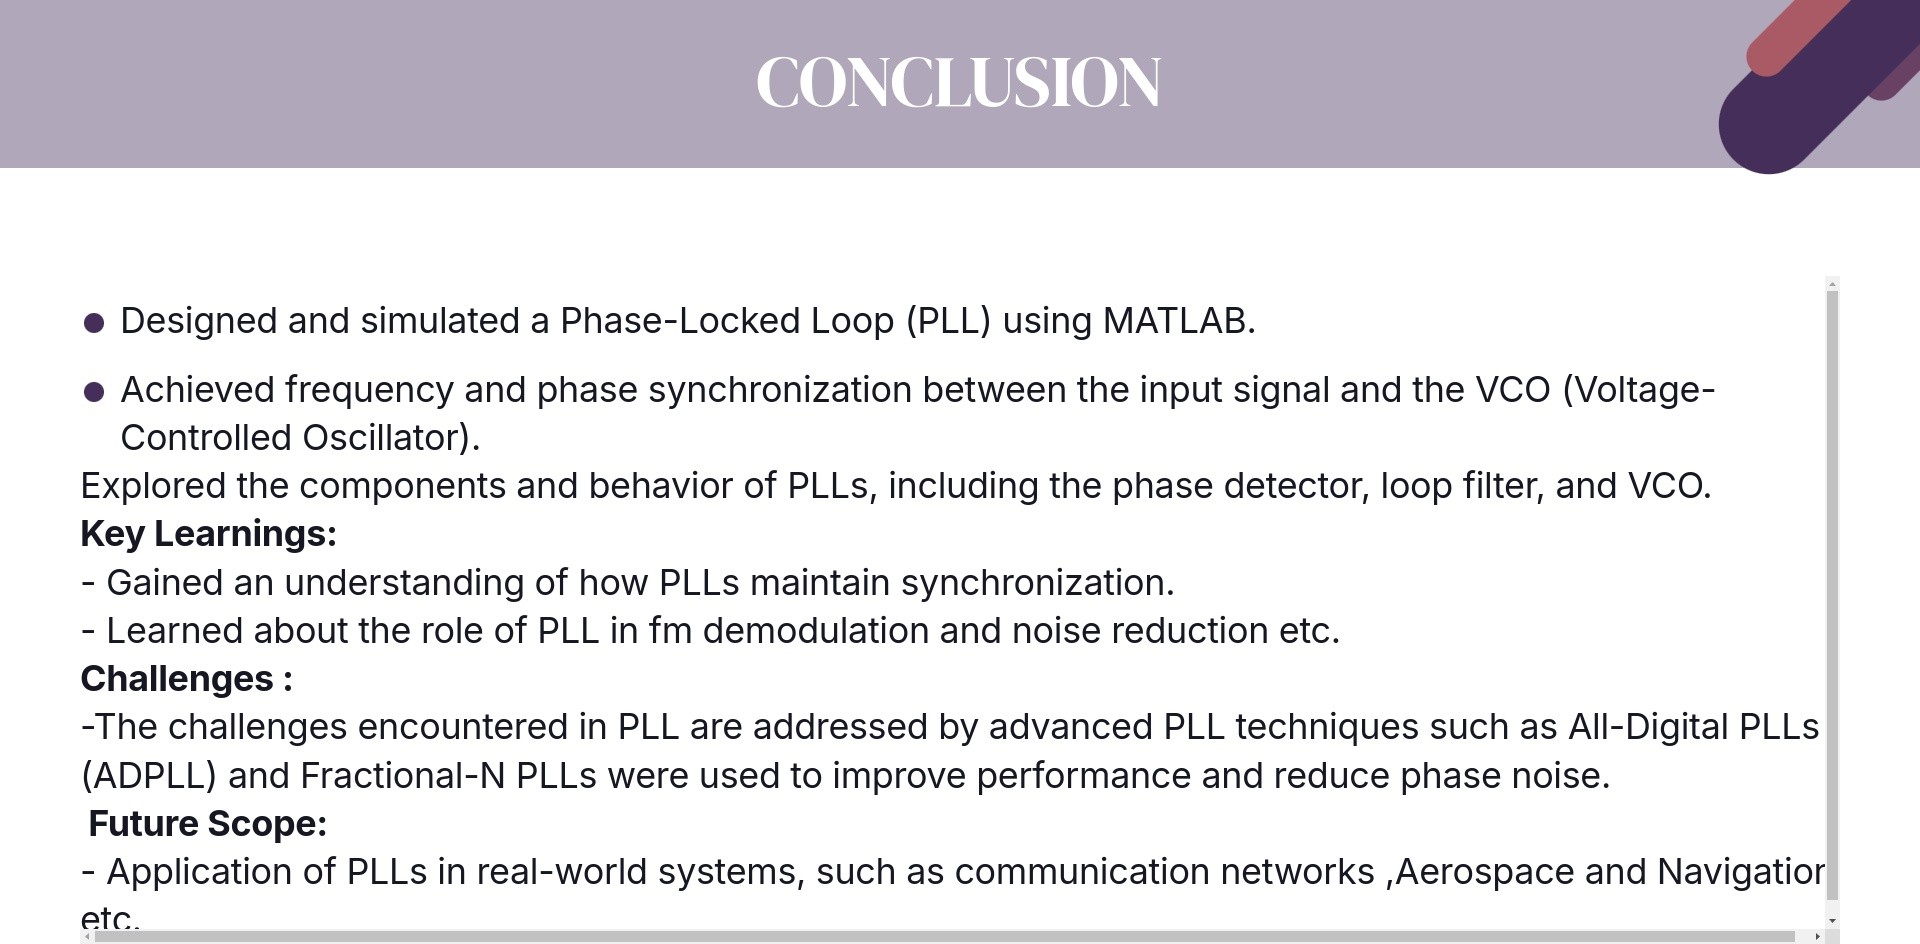 CONCLUSION
Designed and simulated a Phase-Locked Loop (PLL) using MATLAB.
Achieved frequency and phase synchronization between the input signal and the VCO (Voltage-
Controlled Oscillator).
Explored the components and behavior of PLLs, including the phase detector, loop filter, and VCO.
Key Learnings:
- Gained an understanding of how PLLs maintain synchronization.
- Learned about the role of PLL in fm demodulation and noise reduction etc.
Challenges :
-The challenges encountered in PLL are addressed by advanced PLL techniques such as All-Digital PLLs
(ADPLL) and Fractional-N PLLs were used to improve performance and reduce phase noise.
Future Scope:
- Application of PLLs in real-world systems, such as communication networks ,Aerospace and Navigation
etc.